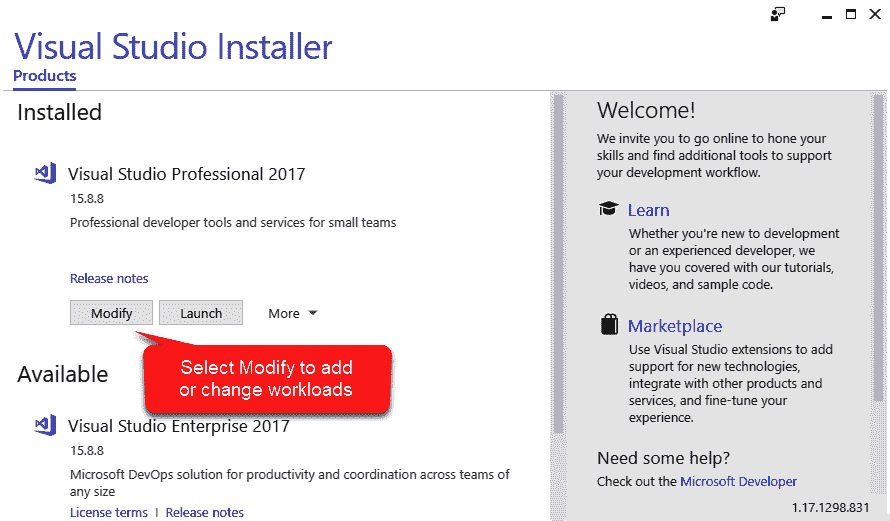 Visual Studio Installer
Products
Installed
Visual Studio Professional 2017
15.8.8
Professional developer tools and services for small teams
Release notes
Modify
Launch
More
Select Modify to add
or change workloads
Available
Visual Studio Enterprise 2017
15.8.8
Microsoft DevOps solution for productivity and coordination across teams of
any size
License terms | Release notes
Welcome!
We invite you to go online to hone your
skills and find additional tools to support
your development workflow.
Learn
Whether you're new to development
or an experienced developer, we
have you covered with our tutorials,
videos, and sample code.
Marketplace
Use Visual Studio extensions to add
support for new technologies,
integrate with other products and
services, and fine-tune your
experience.
Need some help?
Check out the Microsoft Developer
1.17.1298.831